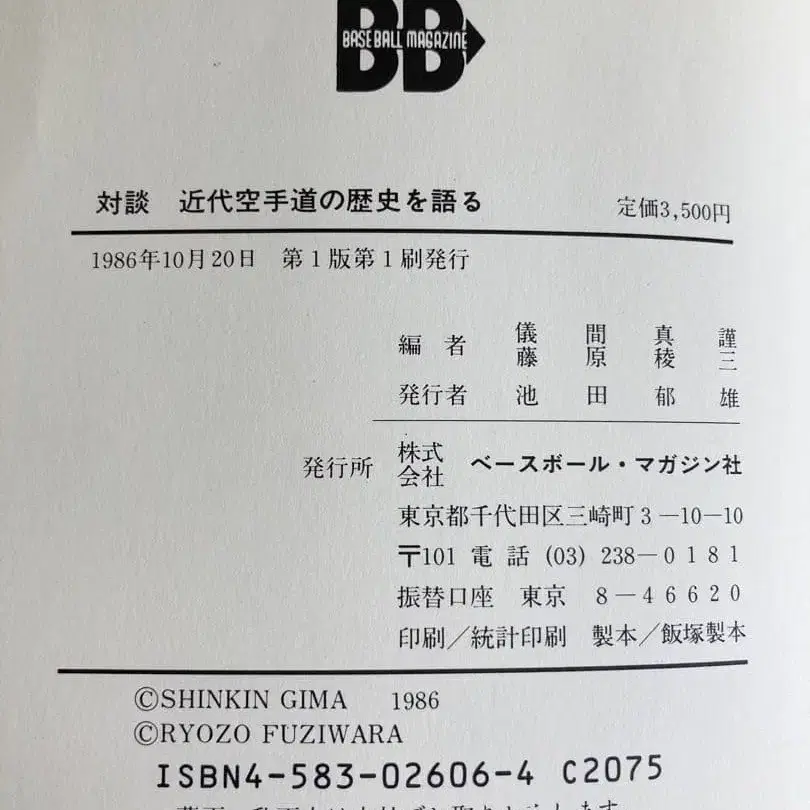 BASEBALL MAGAZINE
BB
対談　近代空手道の歴史を語る　定価3,500円
1986年10月20日　第1版第1刷発行
編者　儀間真謹
藤原稜三
発行者　池田郁雄
発行所　株式会社　ベースボール・マガジン社
東京都千代田区三崎町3-10-10
〒101 電話 (03) 238-0181
振替口座　東京　8-46620
印刷/統計印刷　製本/飯塚製本
©SHINKIN GIMA　1986
©RYOZO FUZIWARA
ISBN4-583-02606-4 C2075